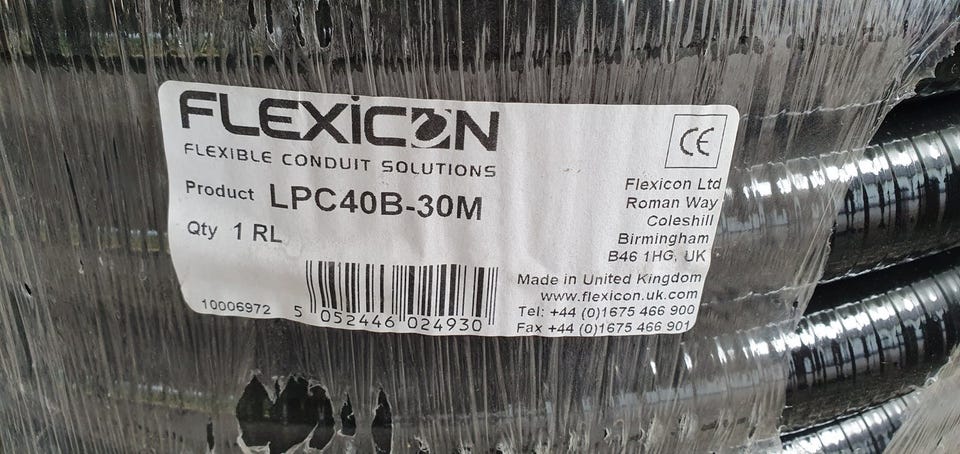 FLEXiCON
FLEXIBLE CONDUIT SOLUTIONS
Product LPC40B-30M
Qty 1 RL
10006972
5 052446 024930
CE
Flexicon Ltd
Roman Way
Coleshill
Birmingham
B46 1HG, UK
Made in United Kingdom
www.flexicon.uk.com
Tel: +44 (0)1675 466 900
Fax +44 (0)1675 466 901